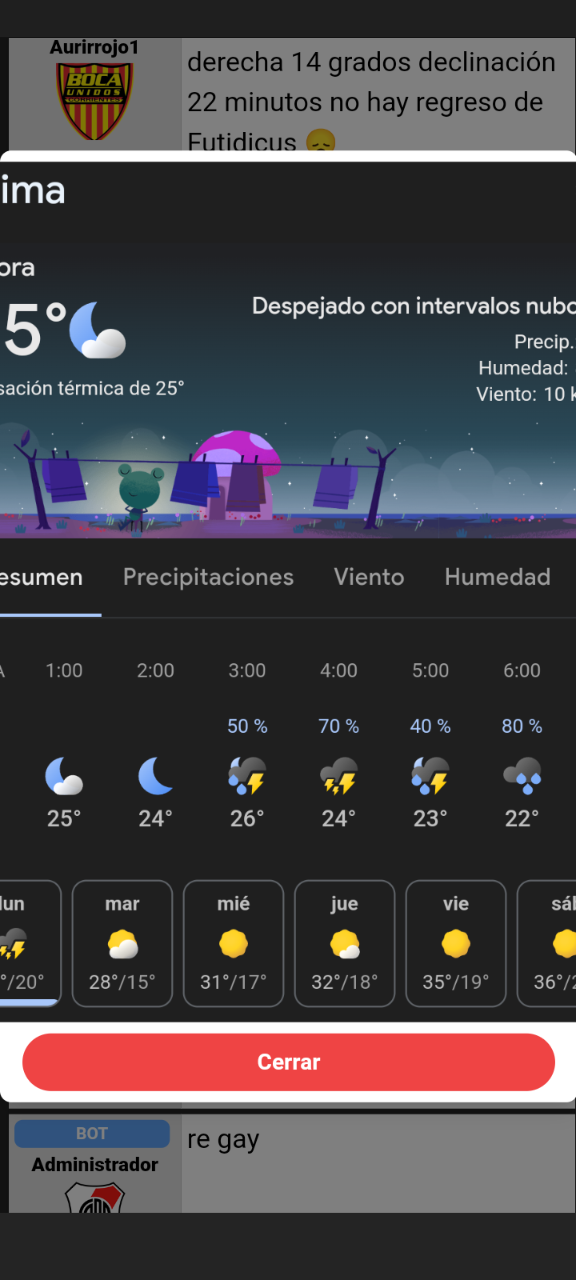 Aurirrojo1
BOCA
UNIDOS
CORRIENTES
derecha 14 grados declinación
22 minutos no hay regreso de
Eutidicus 😞
ima
ora
5°
Despejado con intervalos nubo
Precip.
Humedad:
sación térmica de 25°
Viento: 10 k
esumen Precipitaciones Viento Humedad
1:00 2:00 3:00 4:00 5:00 6:00
50 % 70 % 40 % 80 %
25° 24° 26° 24° 23° 22°
lun mar mié jue vie sáb
°/20° 28°/15° 31°/17° 32°/18° 35°/19° 36°/2
Cerrar
BOT
Administrador
re gay